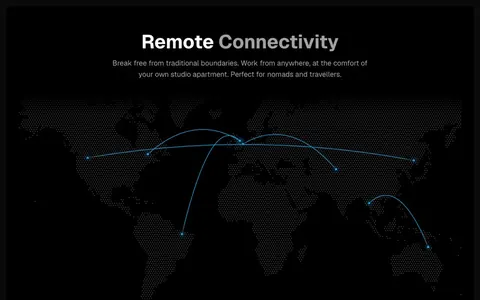 Remote Connectivity
Break free from traditional boundaries. Work from anywhere, at the comfort of
your own studio apartment. Perfect for nomads and travellers.